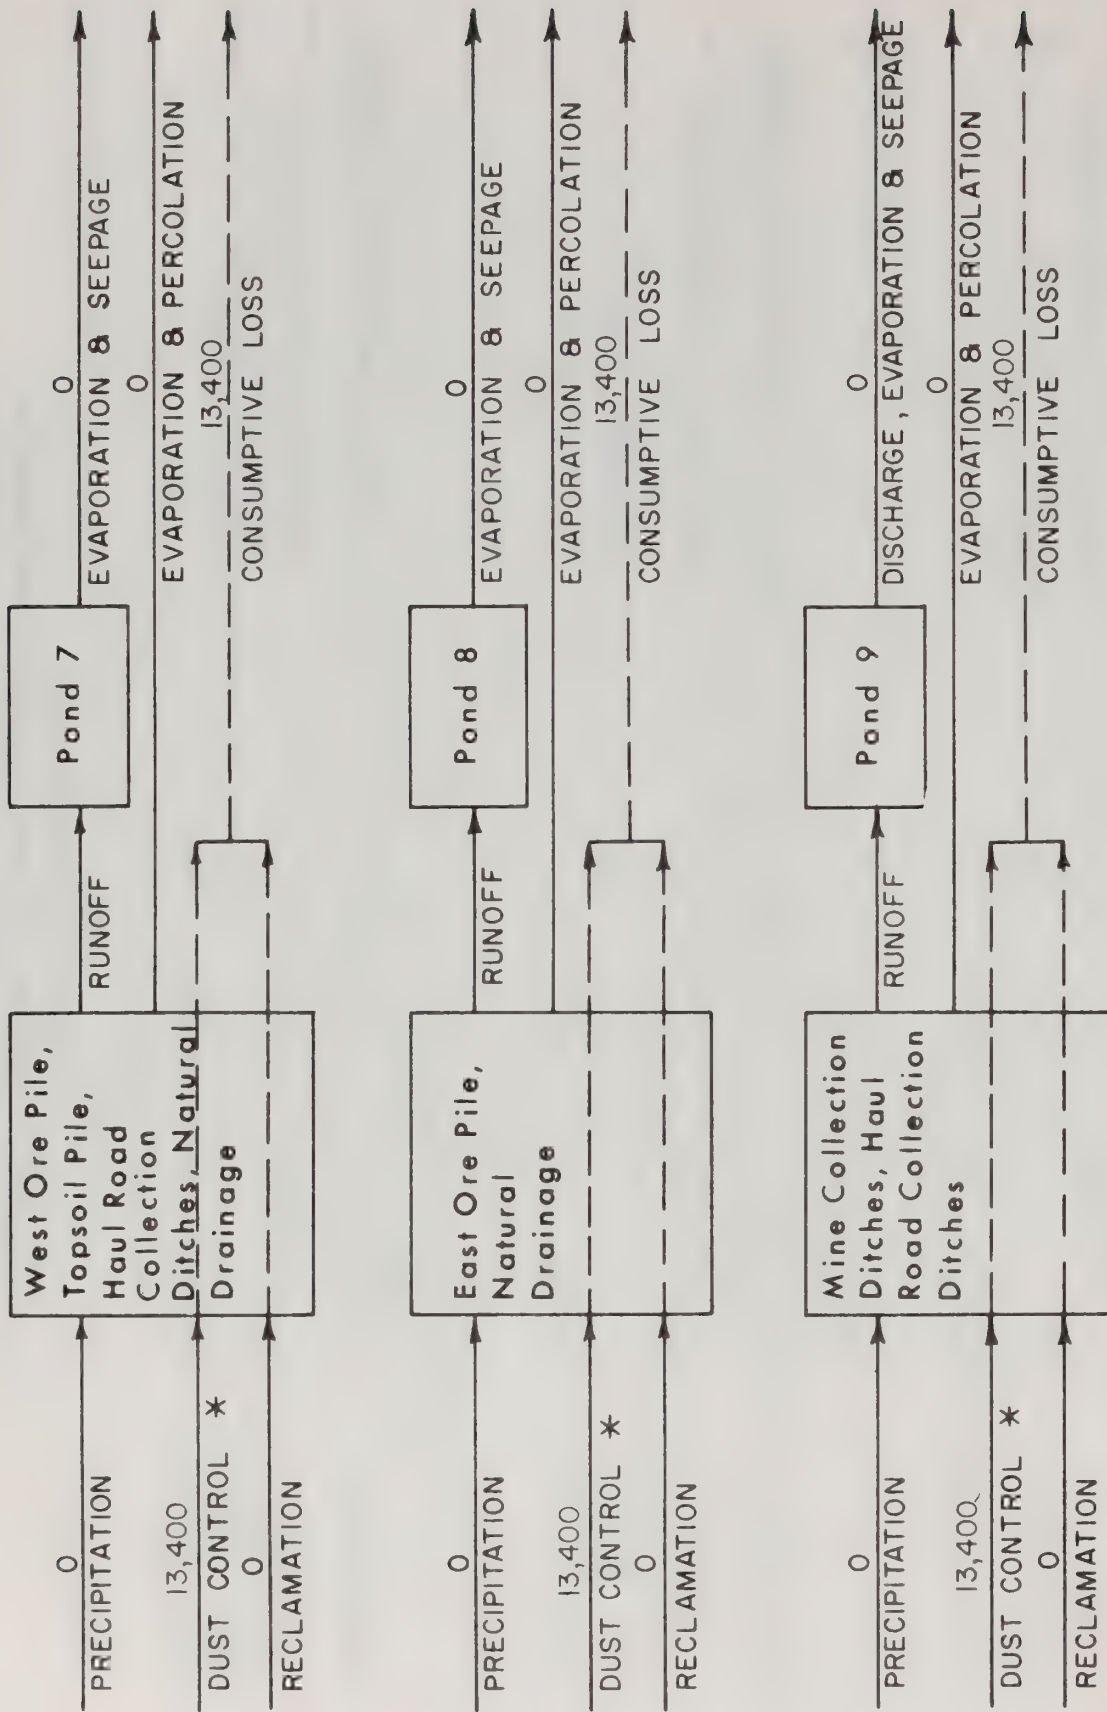 0
PRECIPITATION
13,400
DUST CONTROL *
0
RECLAMATION
West Ore Pile,
Topsoil Pile,
Haul Road
Collection
Ditches, Natural
Drainage
RUNOFF
Pond 7
0
EVAPORATION & SEEPAGE
0
EVAPORATION & PERCOLATION
13,400
CONSUMPTIVE LOSS
0
PRECIPITATION
13,400
DUST CONTROL *
0
RECLAMATION
East Ore Pile,
Natural
Drainage
RUNOFF
Pond 8
0
EVAPORATION & SEEPAGE
0
EVAPORATION & PERCOLATION
13,400
CONSUMPTIVE LOSS
0
PRECIPITATION
13,400
DUST CONTROL *
0
RECLAMATION
Mine Collection
Ditches, Haul
Road Collection
Ditches
RUNOFF
Pond 9
0
DISCHARGE, EVAPORATION & SEEPAGE
0
EVAPORATION & PERCOLATION
13,400
CONSUMPTIVE LOSS